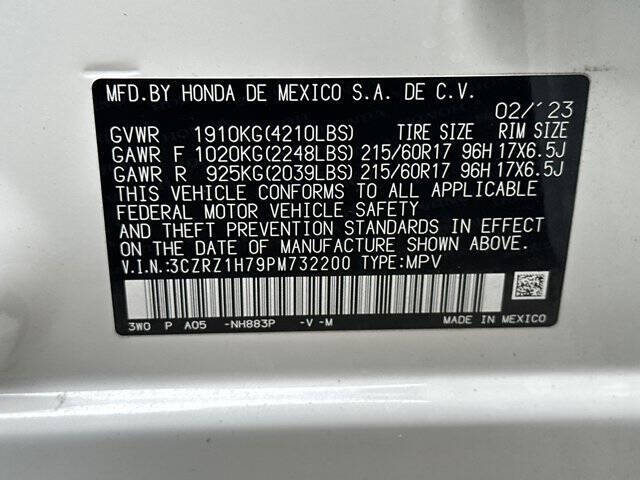 MFD.BY HONDA DE MEXICO S.A. DE C.V.
02/'23
GVWR 1910KG(4210LBS) TIRE SIZE RIM SIZE
GAWR F 1020KG(2248LBS) 215/60R17 96H 17X6.5J
GAWR R 925KG(2039LBS) 215/60R17 96H 17X6.5J
THIS VEHICLE CONFORMS TO ALL APPLICABLE
FEDERAL MOTOR VEHICLE SAFETY
AND THEFT PREVENTION STANDARDS IN EFFECT
ON THE DATE OF MANUFACTURE SHOWN ABOVE.
V.I.N.:3CZRZ1H79PM732200 TYPE:MPV
3W0 P A05 -NH883P -V -M MADE IN MEXICO